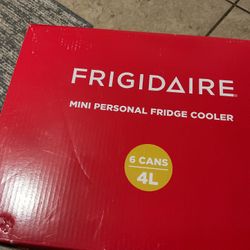 FRIGIDAIRE
MINI PERSONAL FRIDGE COOLER
6 CANS
4L